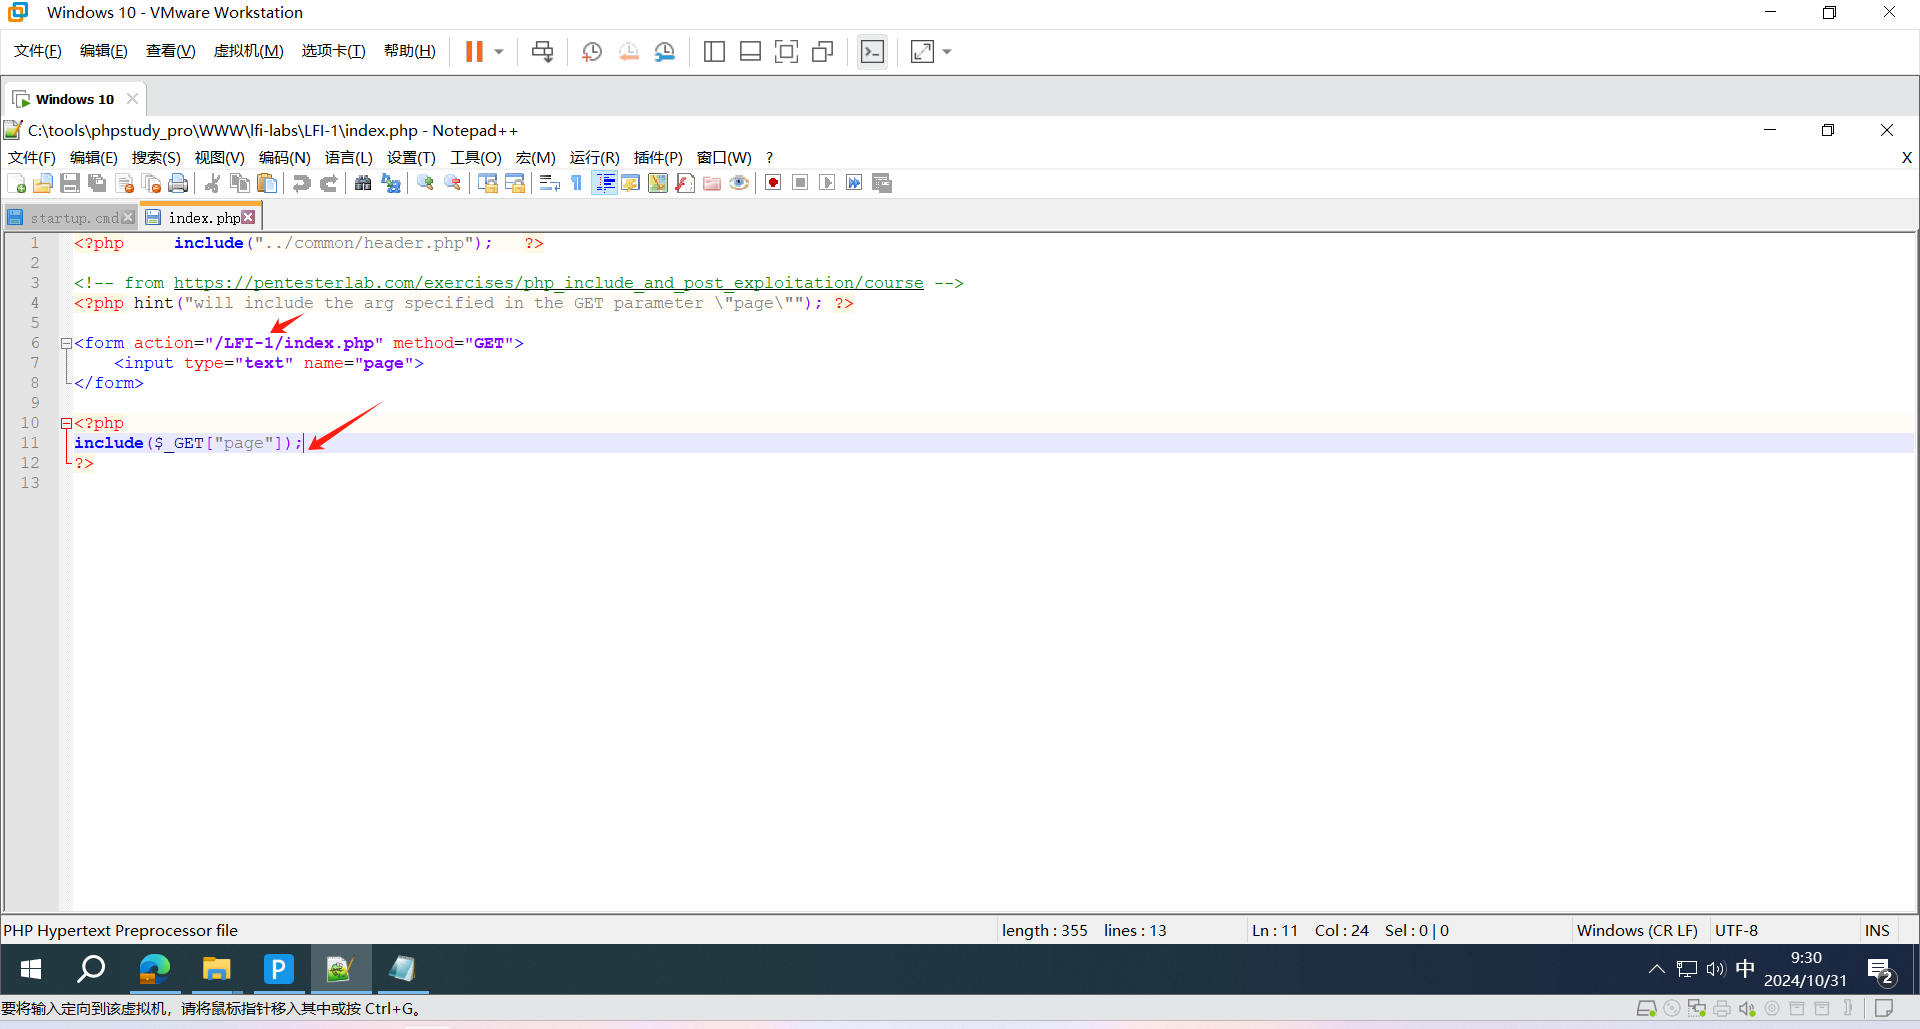 Windows 10 - VMware Workstation
文件(F) 编辑(E) 查看(V) 虚拟机(M) 选项卡(T) 帮助(H)
Windows 10
C:\tools\phpstudy_pro\WWW\lfi-labs\LFI-1\index.php - Notepad++
文件(F) 编辑(E) 搜索(S) 视图(V) 编码(N) 语言(L) 设置(T) 工具(O) 宏(M) 运行(R) 插件(P) 窗口(W) ? X
startup.cmd index.php
1 <?php     include("../common/header.php");   ?>
2
3 <!-- from https://pentesterlab.com/exercises/php_include_and_post_exploitation/course -->
4 <?php hint("will include the arg specified in the GET parameter \"page\""); ?>
5
6 <form action="/LFI-1/index.php" method="GET">
7     <input type="text" name="page">
8 </form>
9
10 <?php
11 include($_GET["page"]);
12 ?>
13
PHP Hypertext Preprocessor file length : 355 lines : 13 Ln : 11 Col : 24 Sel : 0 | 0 Windows (CR LF) UTF-8 INS
P 中 9:30 2
2024/10/31
要将输入定向到该虚拟机，请将鼠标指针移入其中或按 Ctrl+G。